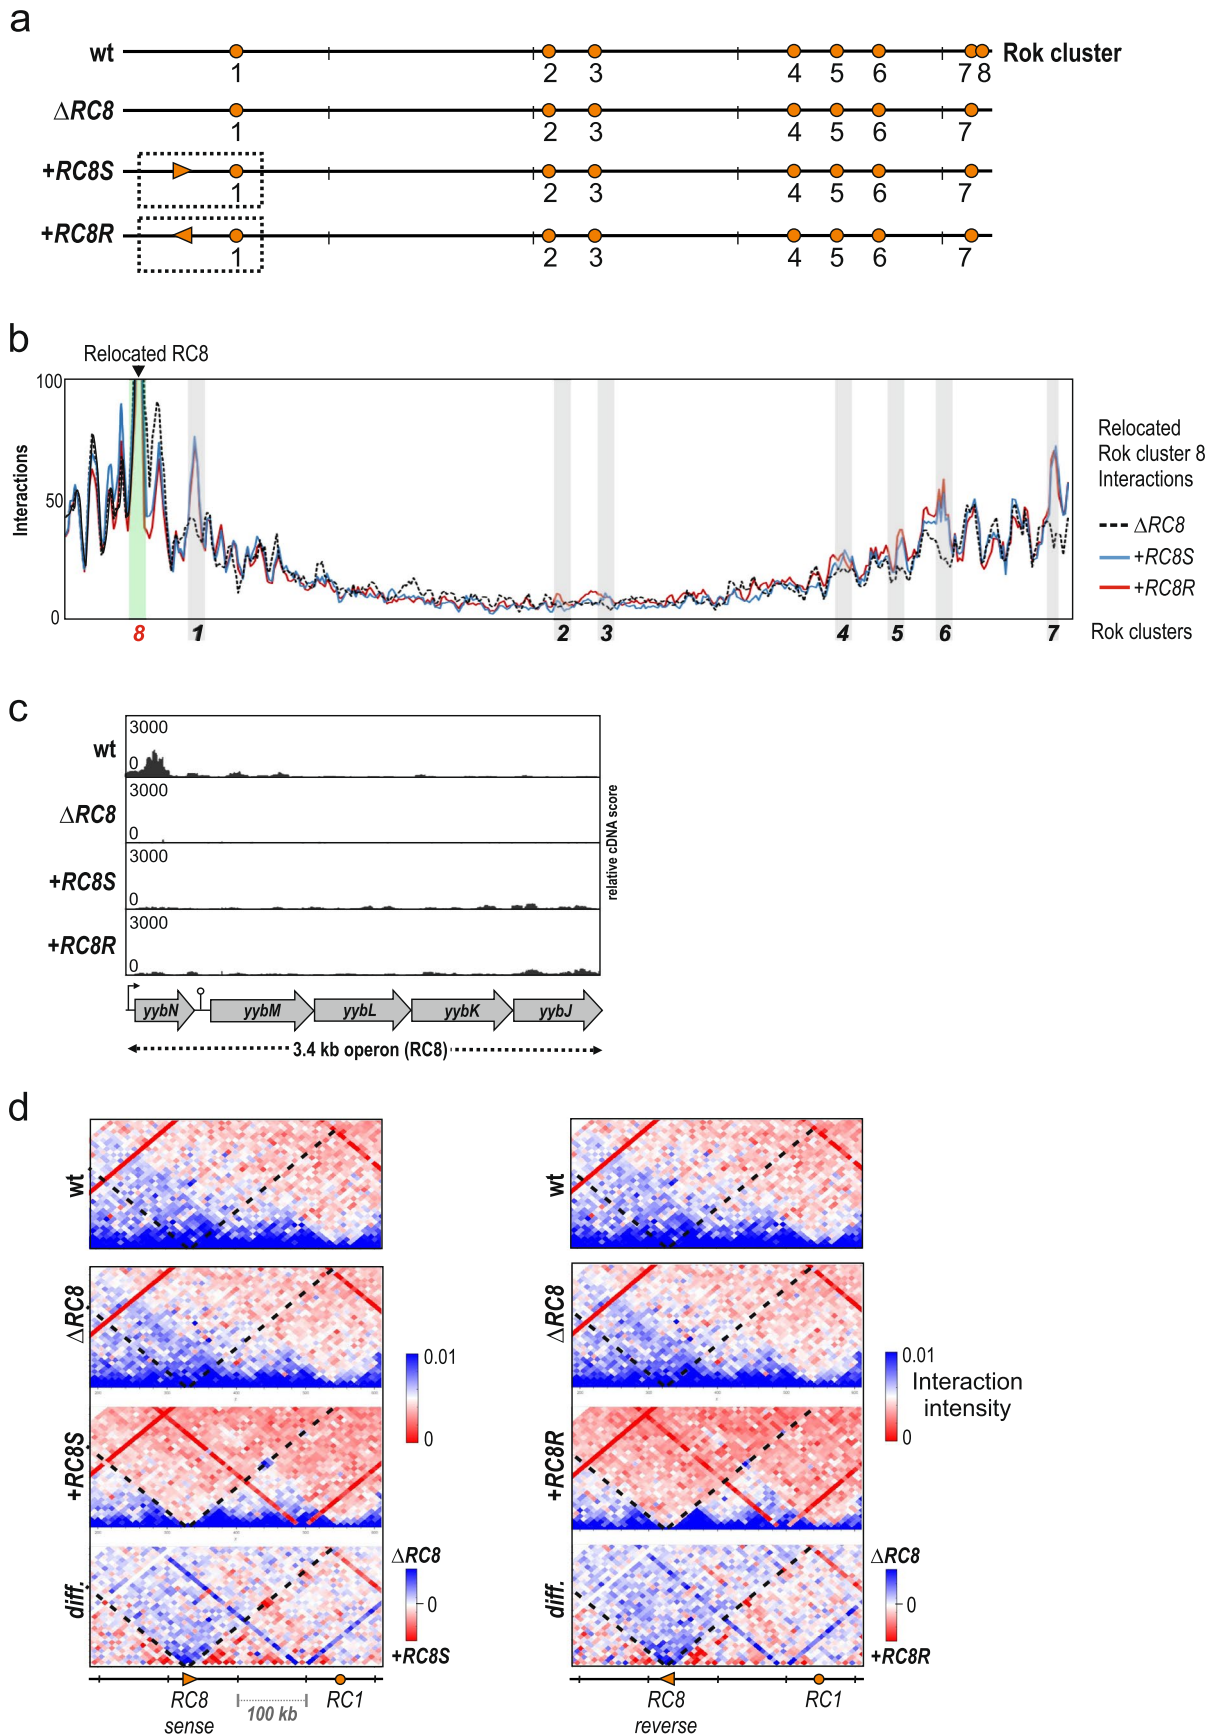 a
wt
1 2 3 4 5 6 7 8
Rok cluster
ΔRC8
1 2 3 4 5 6 7
+RC8S
1 2 3 4 5 6 7
+RC8R
1 2 3 4 5 6 7
b
Relocated RC8
100
50
0
Interactions
8 1 2 3 4 5 6 7
Rok clusters
Relocated
Rok cluster 8
Interactions
ΔRC8
+RC8S
+RC8R
c
wt
3000
0
ΔRC8
3000
0
+RC8S
3000
0
+RC8R
3000
0
relative cDNA score
yybN yybM yybL yybK yybJ
3.4 kb operon (RC8)
d
wt
ΔRC8
+RC8S
diff.
0.01
0
ΔRC8
0
+RC8S
RC8
sense
100 kb
RC1
wt
ΔRC8
+RC8R
diff.
0.01
Interaction
intensity
0
ΔRC8
0
+RC8R
RC8
reverse
RC1